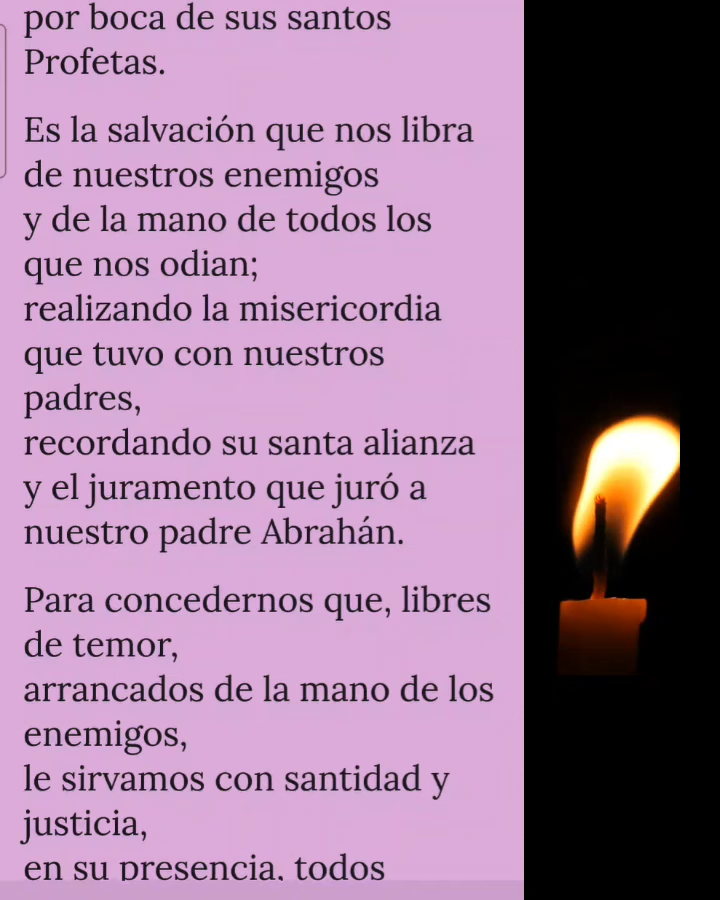 por boca de sus santos
Profetas.
Es la salvación que nos libra
de nuestros enemigos
y de la mano de todos los
que nos odian;
realizando la misericordia
que tuvo con nuestros
padres,
recordando su santa alianza
y el juramento que juró a
nuestro padre Abrahán.
Para concedernos que, libres
de temor,
arrancados de la mano de los
enemigos,
le sirvamos con santidad y
justicia,
en su presencia, todos